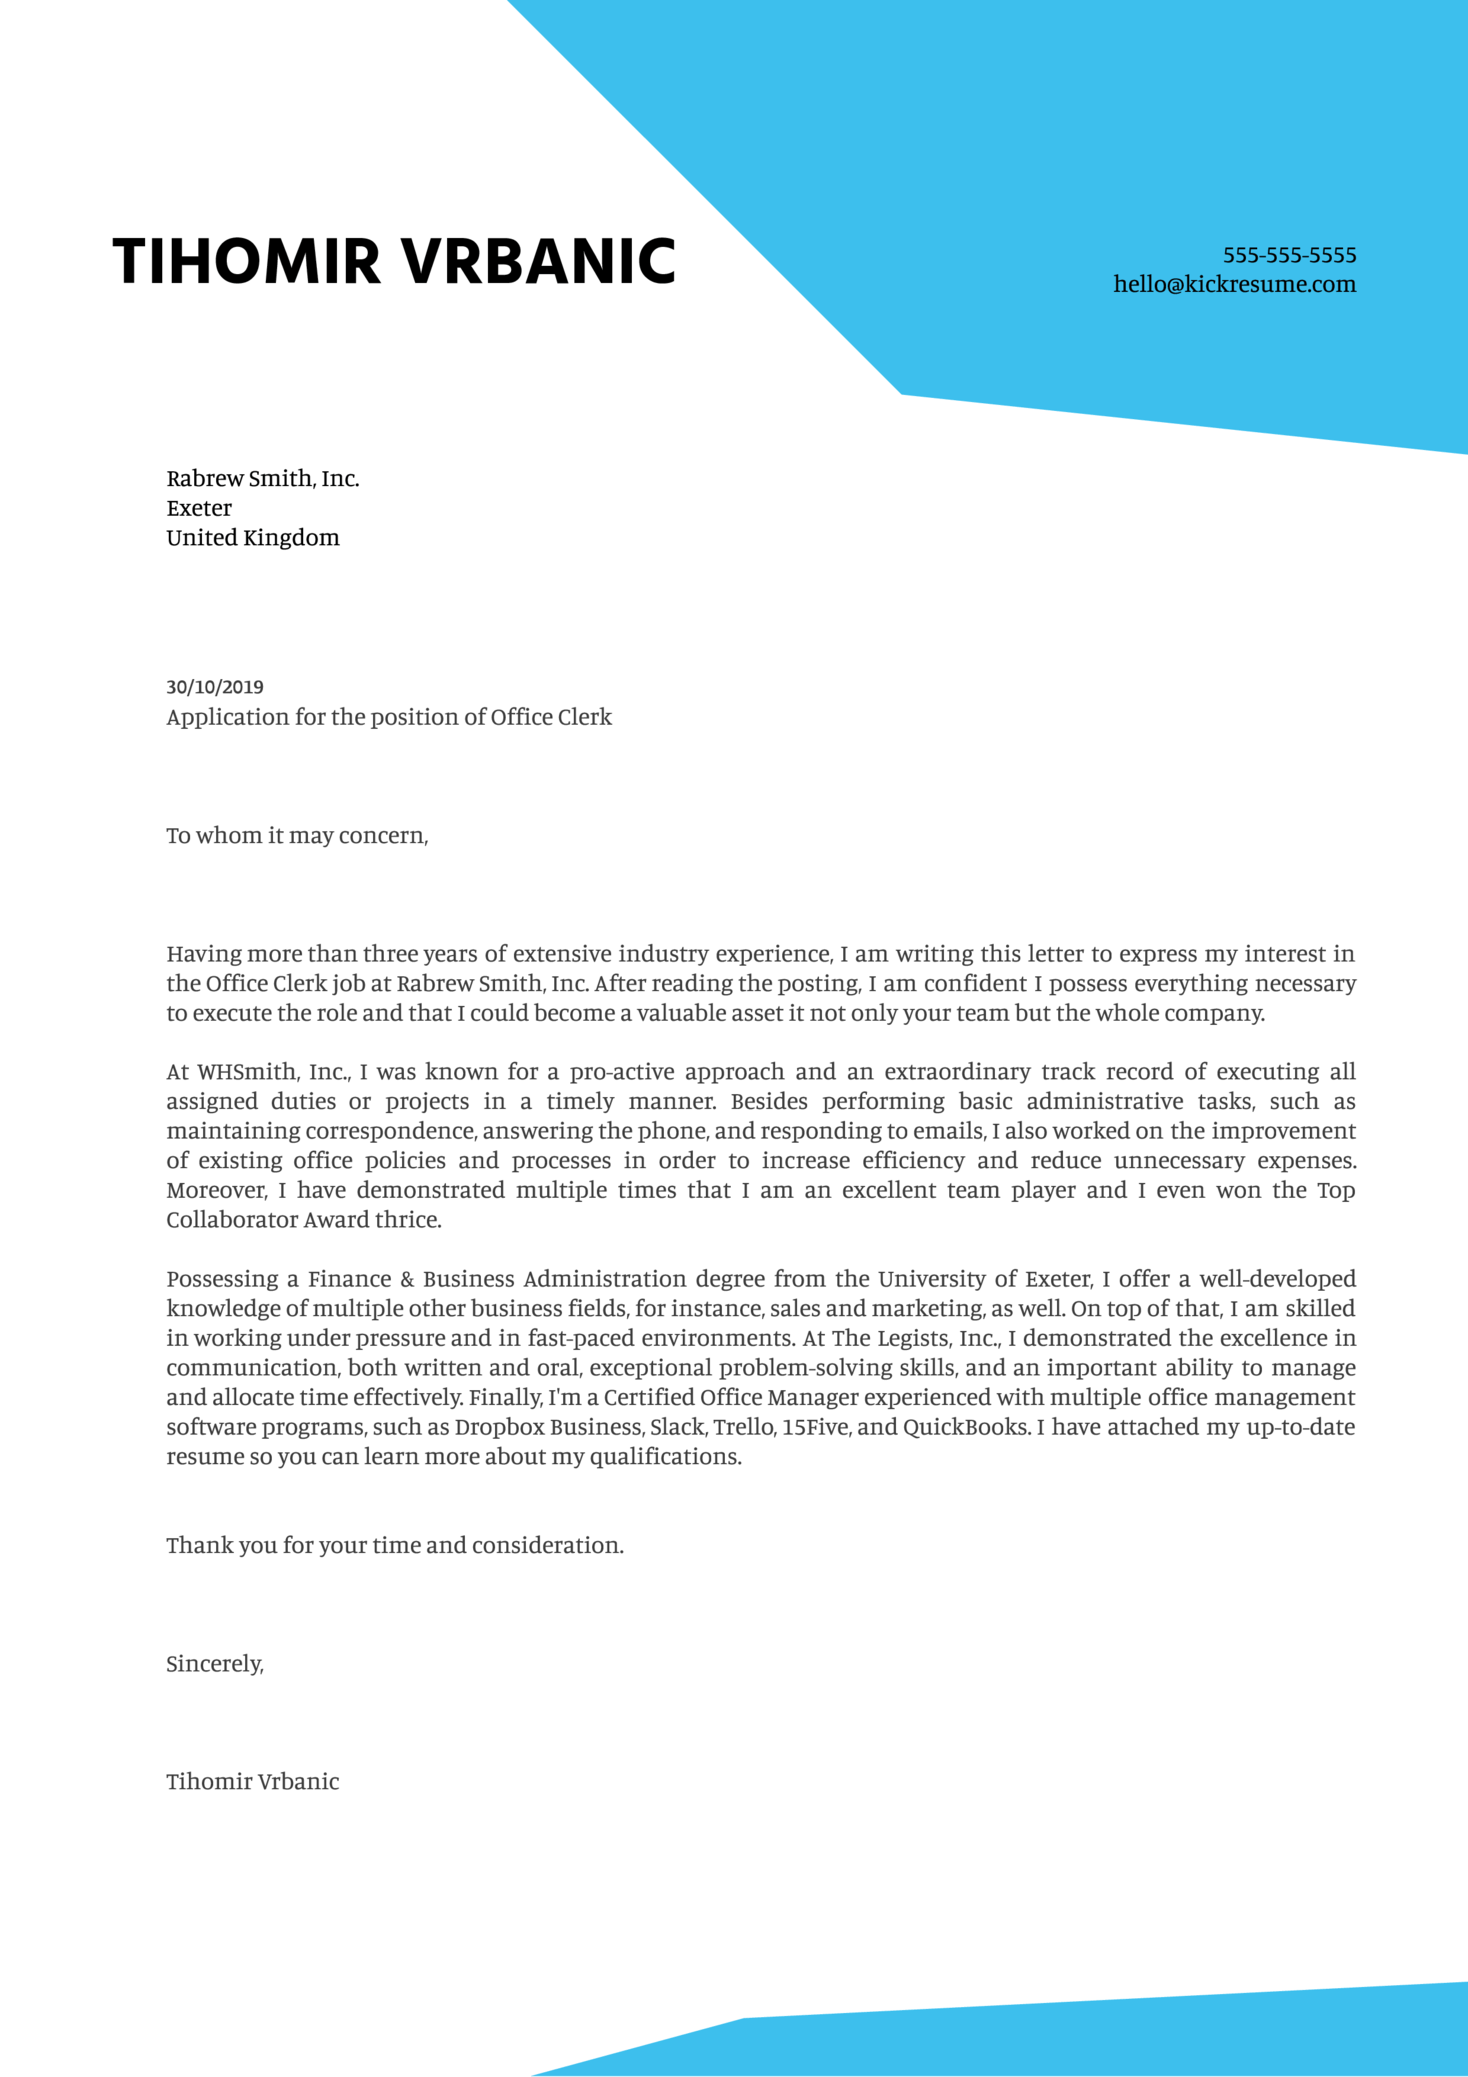 TIHOMIR VRBANIC
555-555-5555
hello@kickresume.com
Rabrew Smith, Inc.
Exeter
United Kingdom
30/10/2019
Application for the position of Office Clerk
To whom it may concern,
Having more than three years of extensive industry experience, I am writing this letter to express my interest in
the Office Clerk job at Rabrew Smith, Inc. After reading the posting, I am confident I possess everything necessary
to execute the role and that I could become a valuable asset it not only your team but the whole company.
At WHSmith, Inc., I was known for a pro-active approach and an extraordinary track record of executing all
assigned duties or projects in a timely manner. Besides performing basic administrative tasks, such as
maintaining correspondence, answering the phone, and responding to emails, I also worked on the improvement
of existing office policies and processes in order to increase efficiency and reduce unnecessary expenses.
Moreover, I have demonstrated multiple times that I am an excellent team player and I even won the Top
Collaborator Award thrice.
Possessing a Finance & Business Administration degree from the University of Exeter, I offer a well-developed
knowledge of multiple other business fields, for instance, sales and marketing, as well. On top of that, I am skilled
in working under pressure and in fast-paced environments. At The Legists, Inc., I demonstrated the excellence in
communication, both written and oral, exceptional problem-solving skills, and an important ability to manage
and allocate time effectively. Finally, I'm a Certified Office Manager experienced with multiple office management
software programs, such as Dropbox Business, Slack, Trello, 15Five, and QuickBooks. I have attached my up-to-date
resume so you can learn more about my qualifications.
Thank you for your time and consideration.
Sincerely,
Tihomir Vrbanic